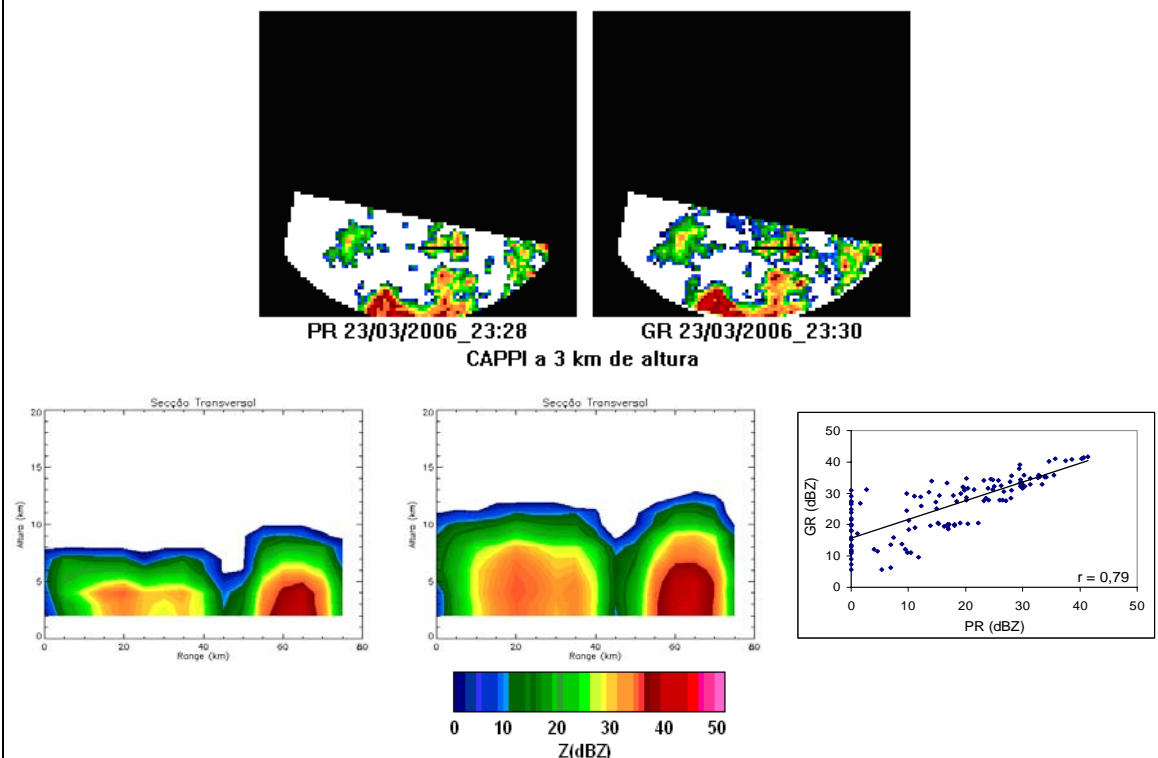 PR 23/03/2006_23:28
GR 23/03/2006_23:30
CAPPI a 3 km de altura
Secção Transversal
20
15
10
5
0
Altura (km)
0 20 40 60 80
Range (km)
Secção Transversal
20
15
10
5
0
Altura (km)
0 20 40 60 80
Range (km)
50
40
30
20
10
0
GR (dBZ)
r = 0,79
0 10 20 30 40 50
PR (dBZ)
0 10 20 30 40 50
Z(dBZ)